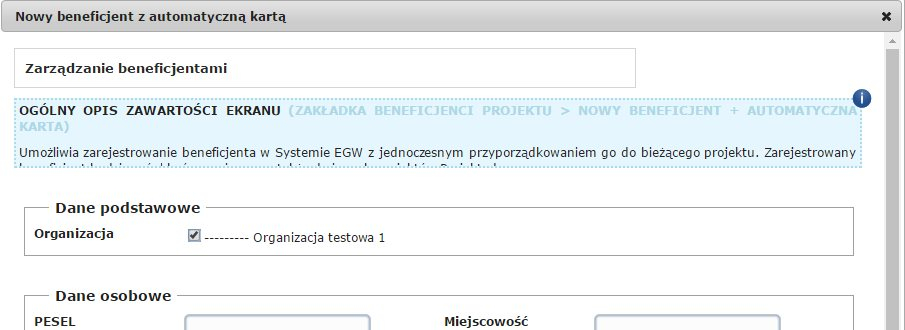 Nowy beneficjent z automatyczną kartą
Zarządzanie beneficjentami
OGÓLNY OPIS ZAWARTOŚCI EKRANU (ZAKŁADKA BENEFICJENCI PROJEKTU > NOWY BENEFICJENT + AUTOMATYCZNA
KARTA)
Umożliwia zarejestrowanie beneficjenta w Systemie EGW z jednoczesnym przyporządkowaniem go do bieżącego projektu. Zarejestrowany
Dane podstawowe
Organizacja
--------- Organizacja testowa 1
Dane osobowe
PESEL
Miejscowość